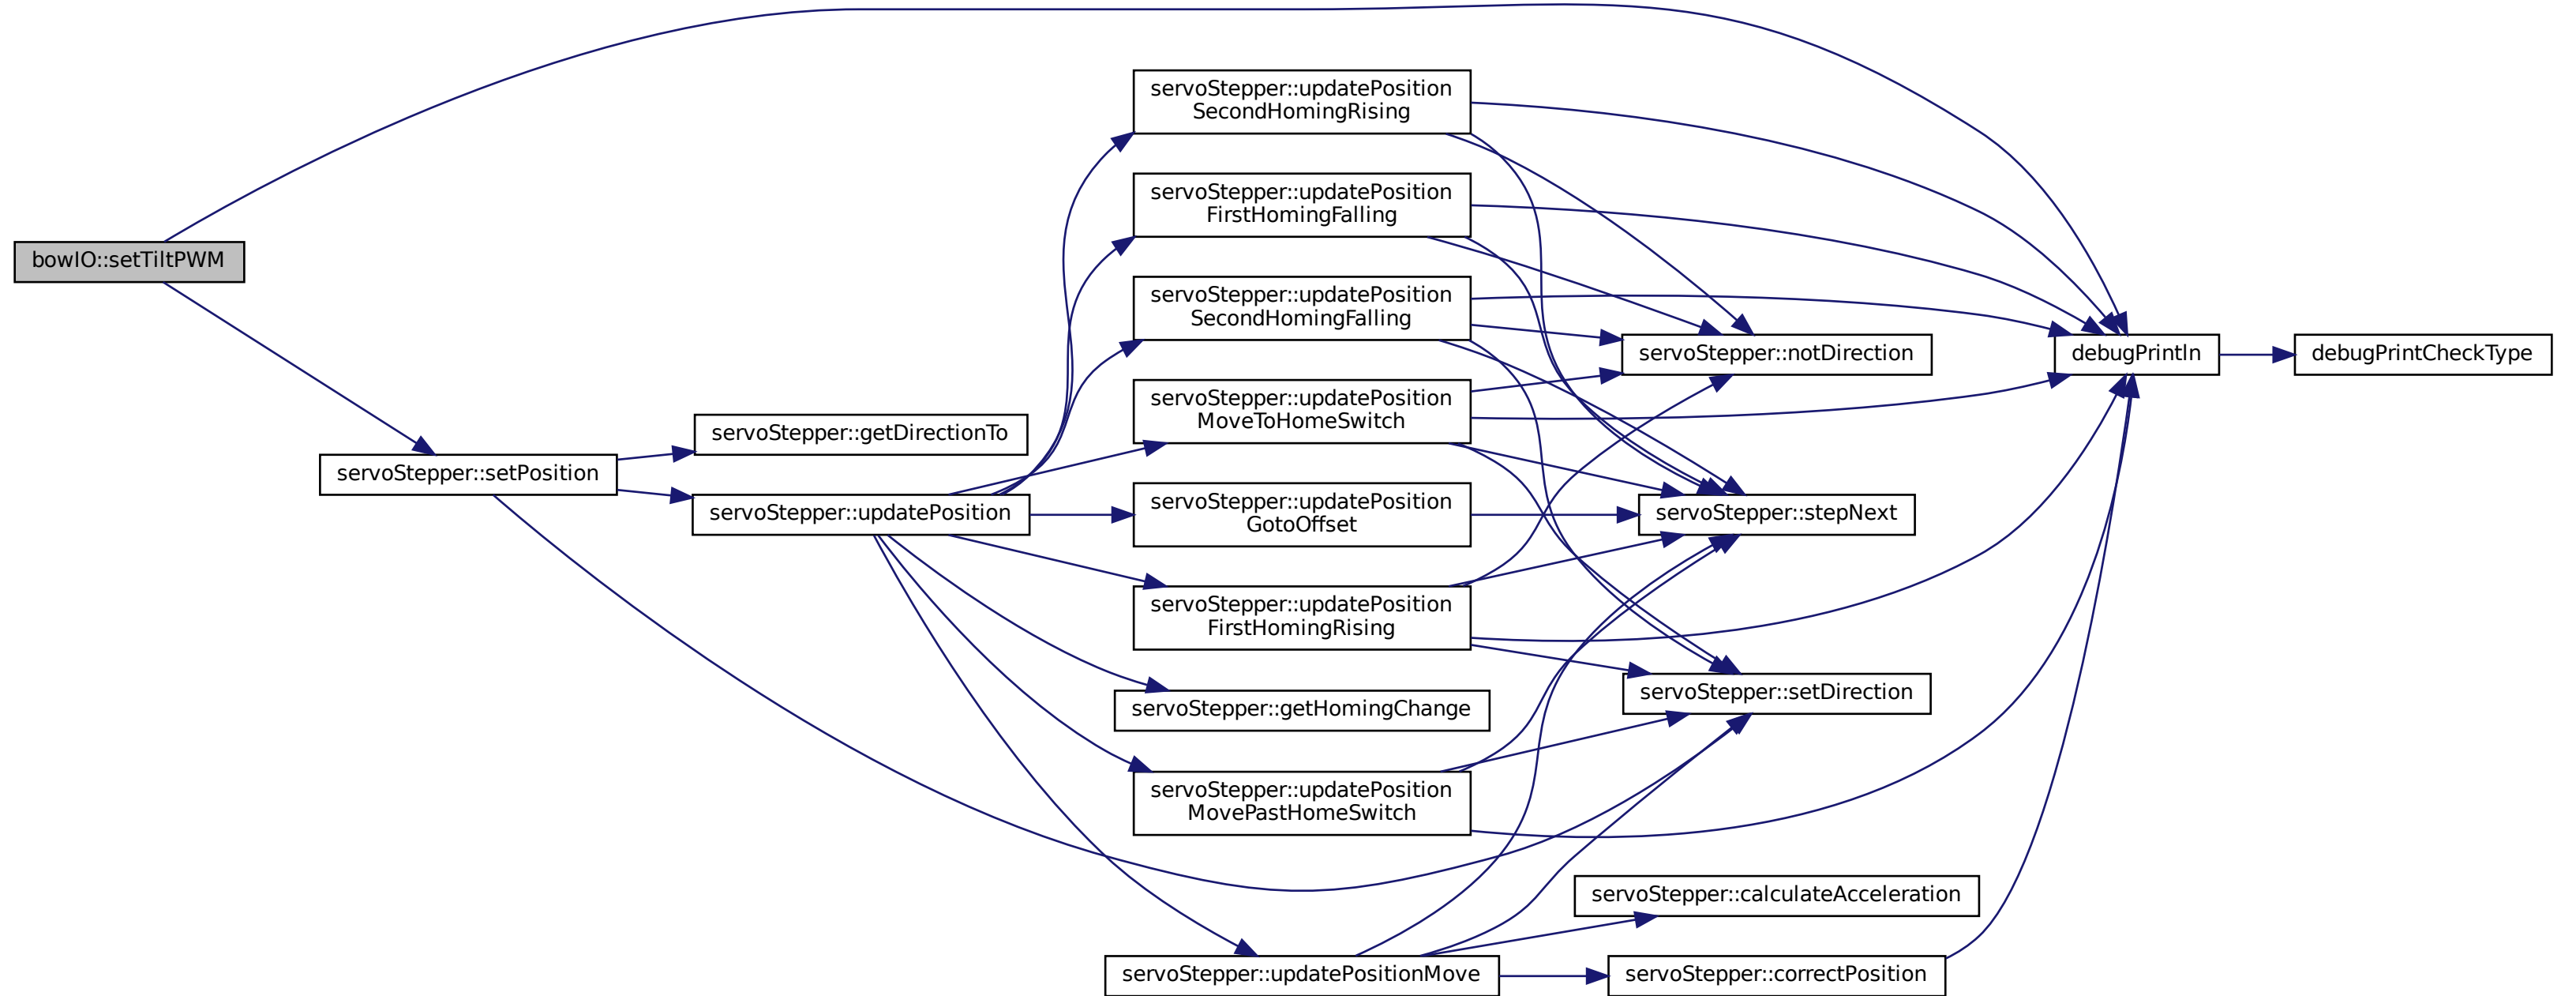 bowIO::setTiltPWM
servoStepper::setPosition
servoStepper::getDirectionTo
servoStepper::updatePosition
servoStepper::updatePosition
SecondHomingRising
servoStepper::updatePosition
FirstHomingFalling
servoStepper::updatePosition
SecondHomingFalling
servoStepper::updatePosition
MoveToHomeSwitch
servoStepper::updatePosition
GotoOffset
servoStepper::updatePosition
FirstHomingRising
servoStepper::getHomingChange
servoStepper::updatePosition
MovePastHomeSwitch
servoStepper::updatePositionMove
servoStepper::notDirection
servoStepper::stepNext
servoStepper::setDirection
servoStepper::calculateAcceleration
servoStepper::correctPosition
debugPrintln
debugPrintCheckType